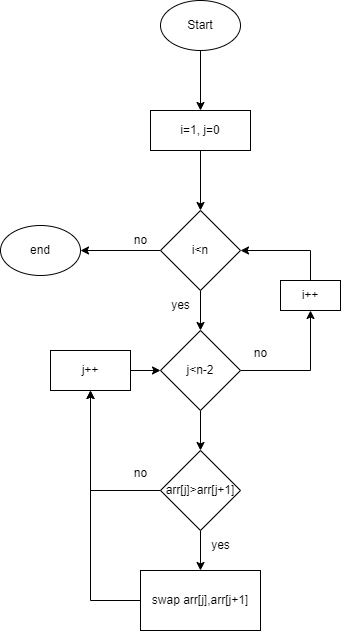 Start
i=1, j=0
no
i<n
end
i++
yes
no
j++
j<n-2
no
arr[j]>arr[j+1]
yes
swap arr[j],arr[j+1]